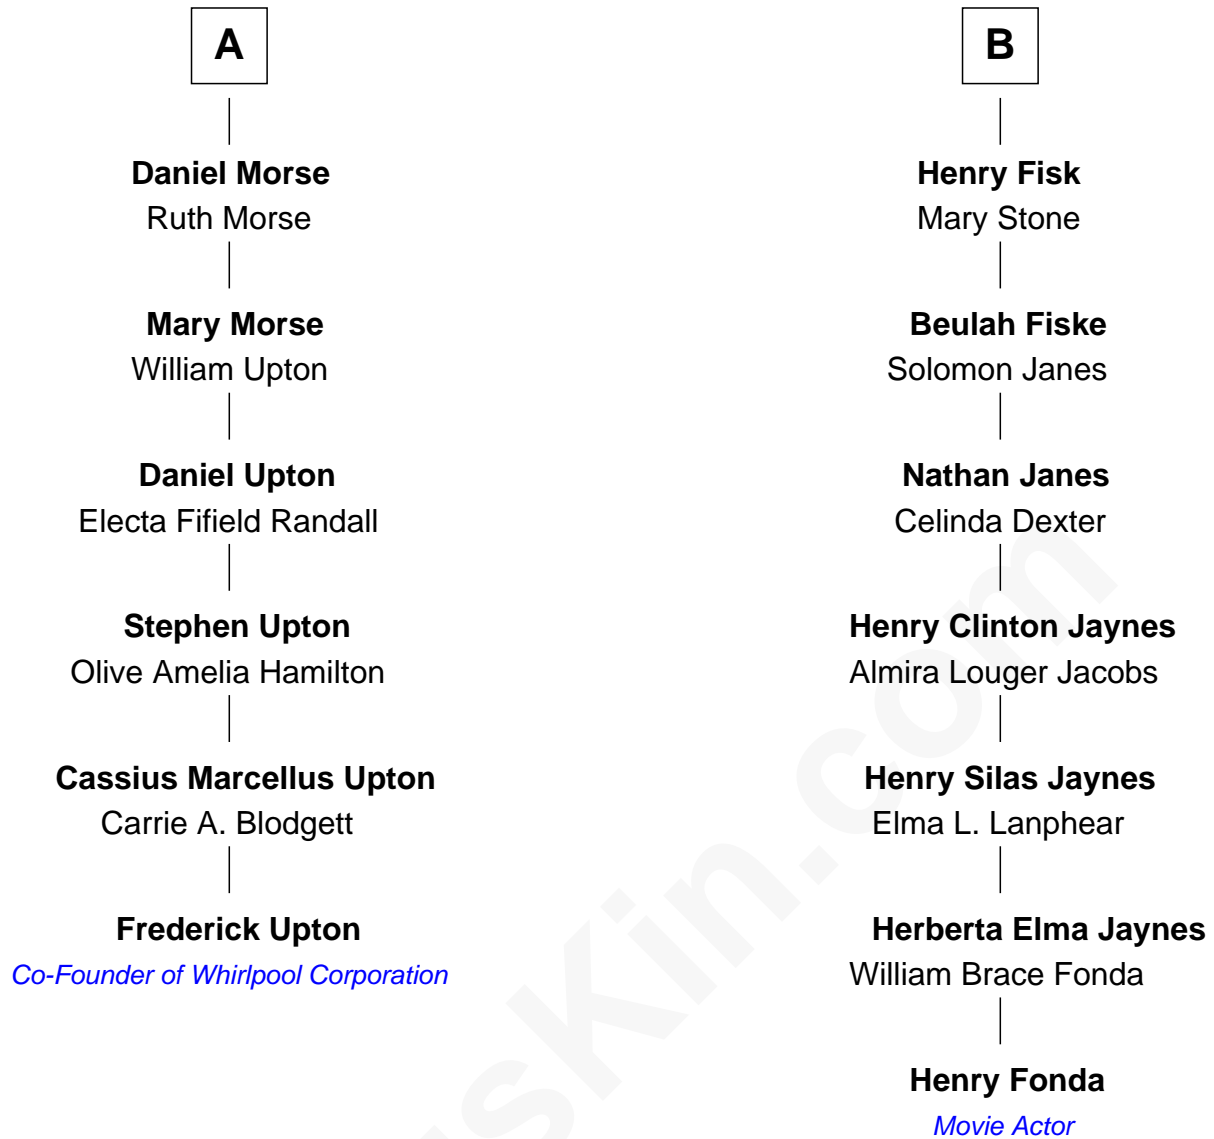 A
Daniel Morse
Ruth Morse
Mary Morse
William Upton
Daniel Upton
Electa Fifield Randall
Stephen Upton
Olive Amelia Hamilton
Cassius Marcellus Upton
Carrie A. Blodgett
Frederick Upton
Co-Founder of Whirlpool Corporation
B
Henry Fisk
Mary Stone
Beulah Fiske
Solomon Janes
Nathan Janes
Celinda Dexter
Henry Clinton Jaynes
Almira Louger Jacobs
Henry Silas Jaynes
Elma L. Lanphear
Herberta Elma Jaynes
William Brace Fonda
Henry Fonda
Movie Actor
sKin.com